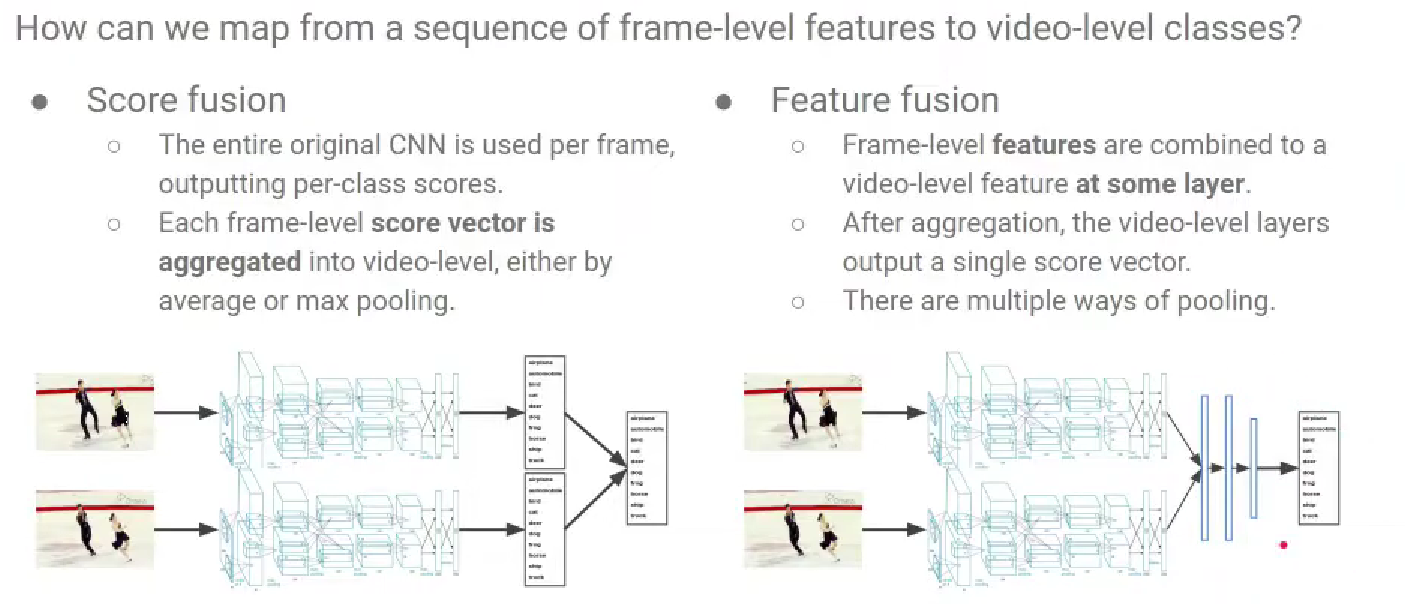 How can we map from a sequence of frame-level features to video-level classes?
● Score fusion
○ The entire original CNN is used per frame,
outputting per-class scores.
○ Each frame-level score vector is
aggregated into video-level, either by
average or max pooling.
● Feature fusion
○ Frame-level features are combined to a
video-level feature at some layer.
○ After aggregation, the video-level layers
output a single score vector.
○ There are multiple ways of pooling.
airplane
automobile
bird
cat
deer
dog
frog
horse
ship
truck
airplane
automobile
bird
cat
deer
dog
frog
horse
ship
truck
airplane
automobile
bird
cat
deer
dog
frog
horse
ship
truck
airplane
automobile
bird
cat
deer
dog
frog
horse
ship
truck